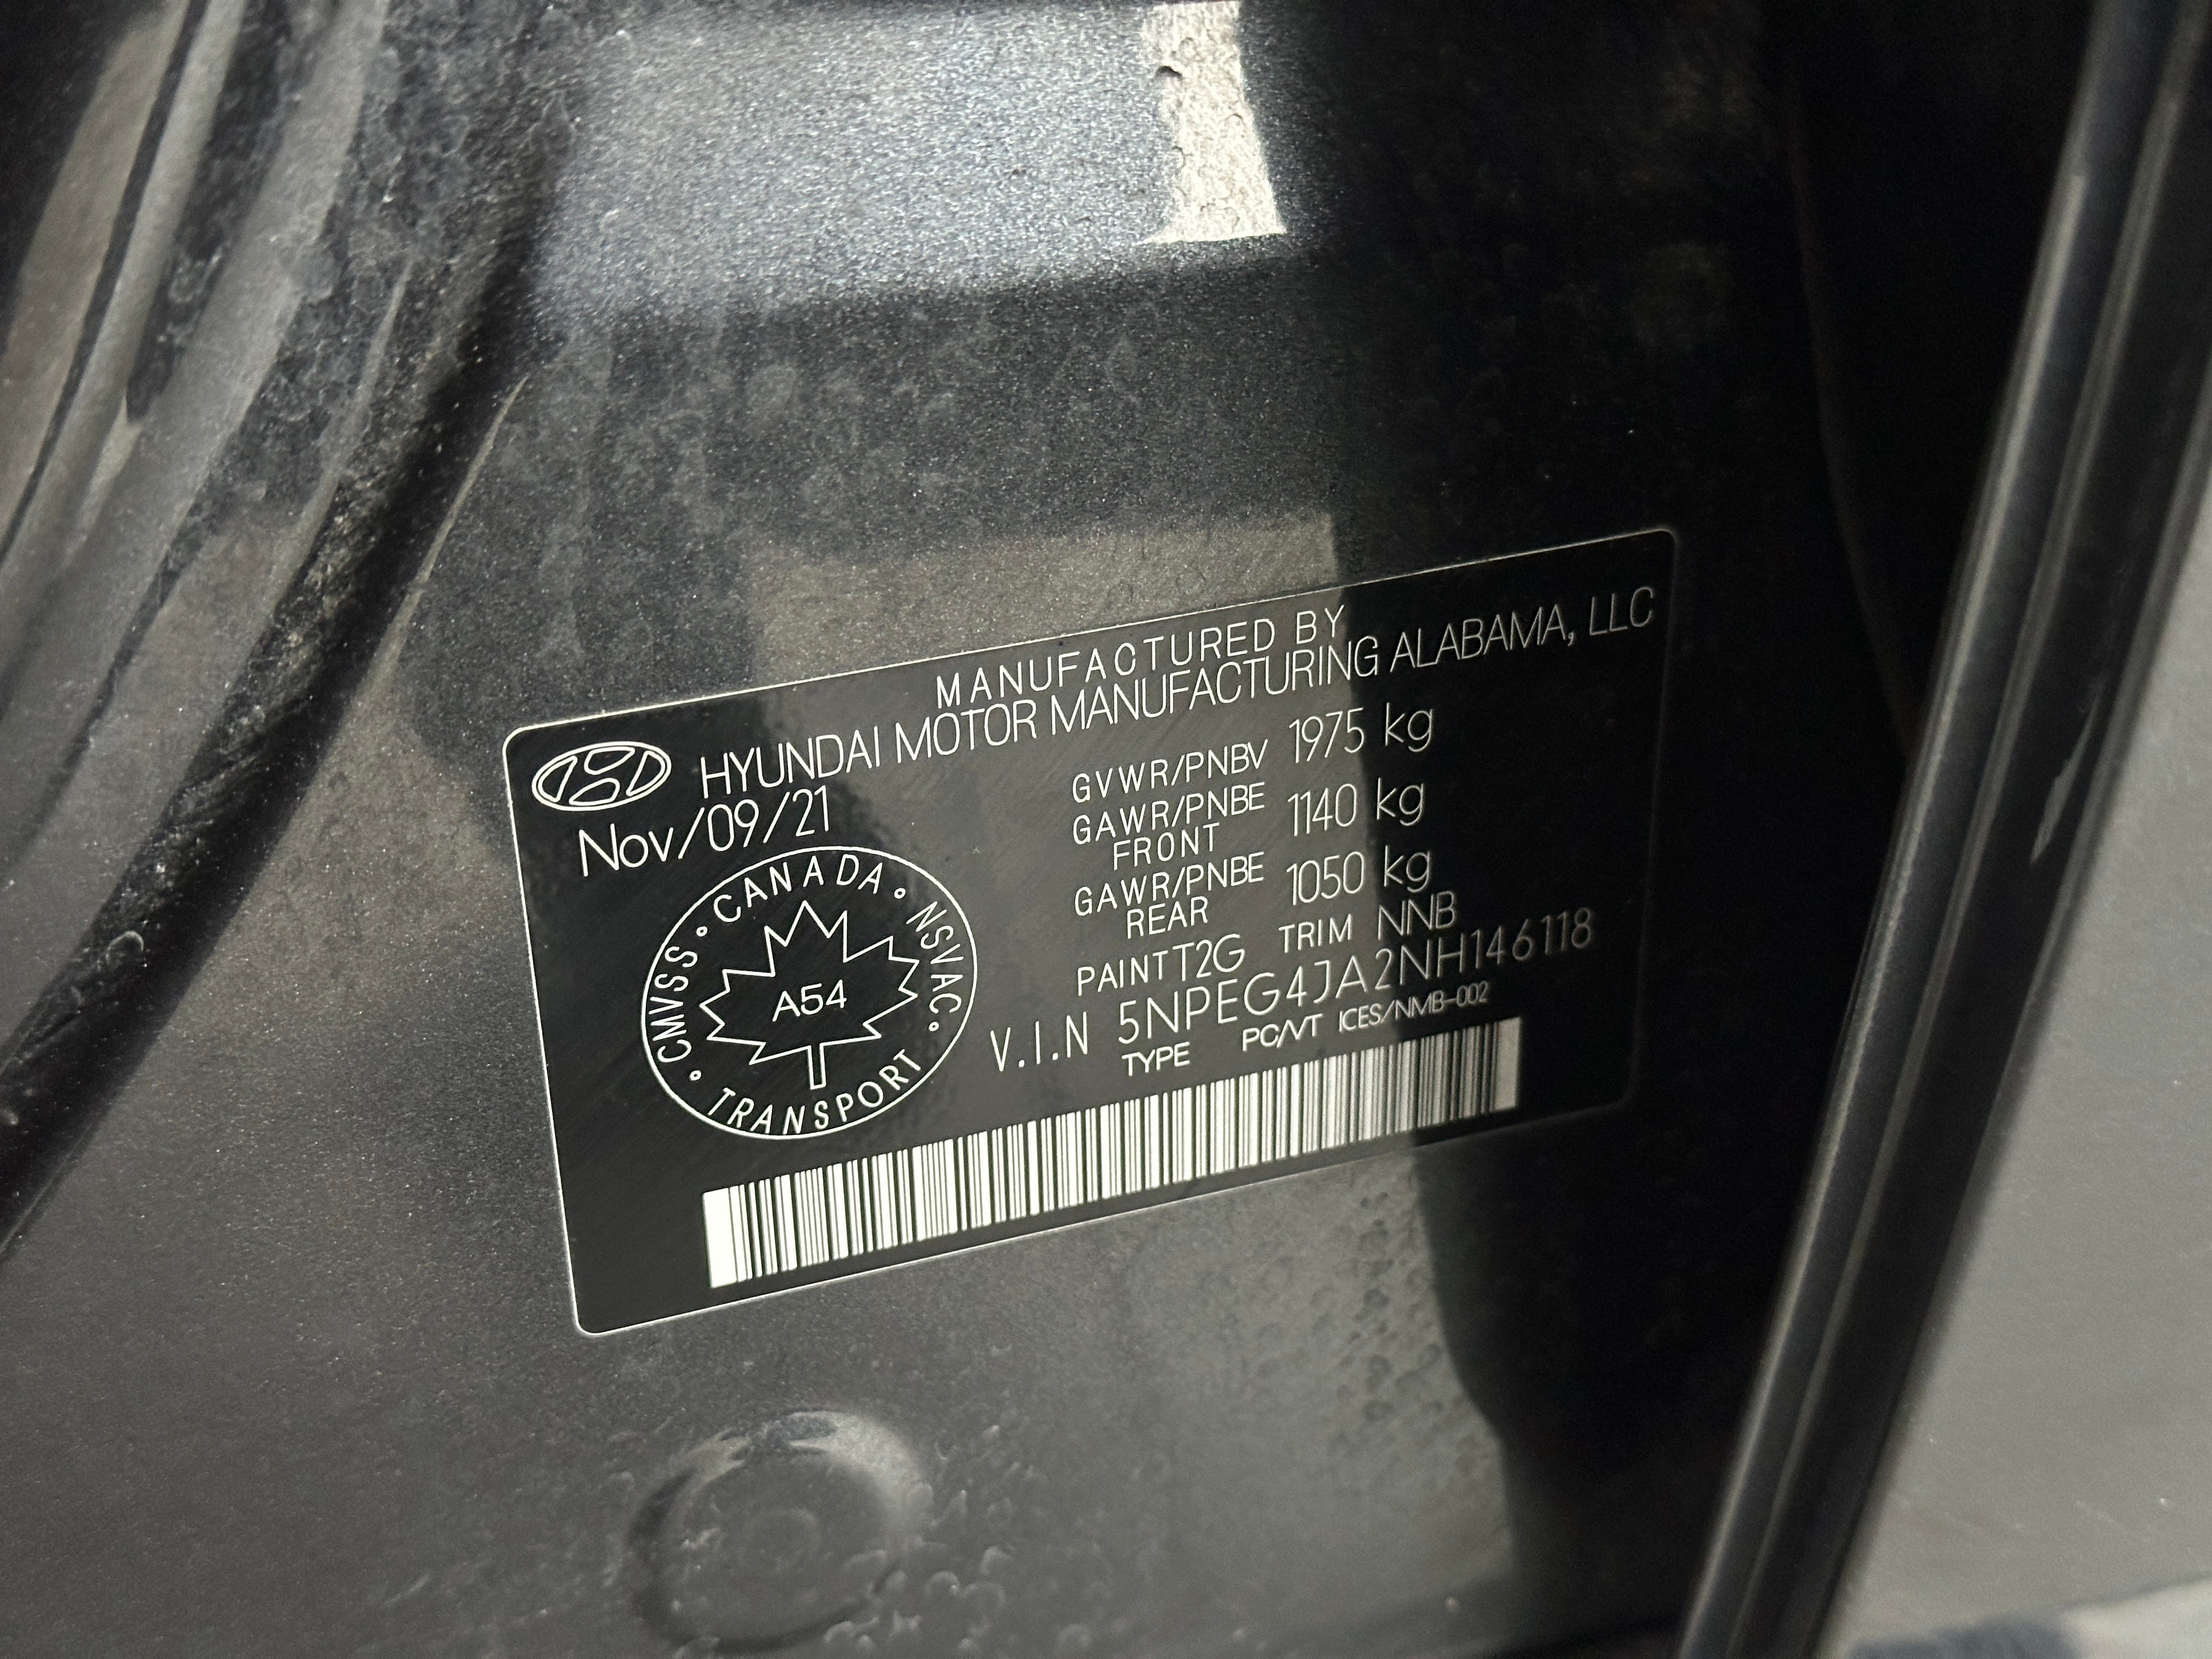 MANUFACTURED BY
HYUNDAI MOTOR MANUFACTURING ALABAMA, LLC
Nov/09/21
GVWR/PNBV 1975 kg
GAWR/PNBE 1140 kg
FRONT
GAWR/PNBE 1050 kg
REAR
PAINT T2G TRIM NNB
V.I.N 5NPEG4JA2NH146118
TYPE PC/VT ICES/NMB-002
CMVSS • CANADA • NSVAC •
A54
• TRANSPORT